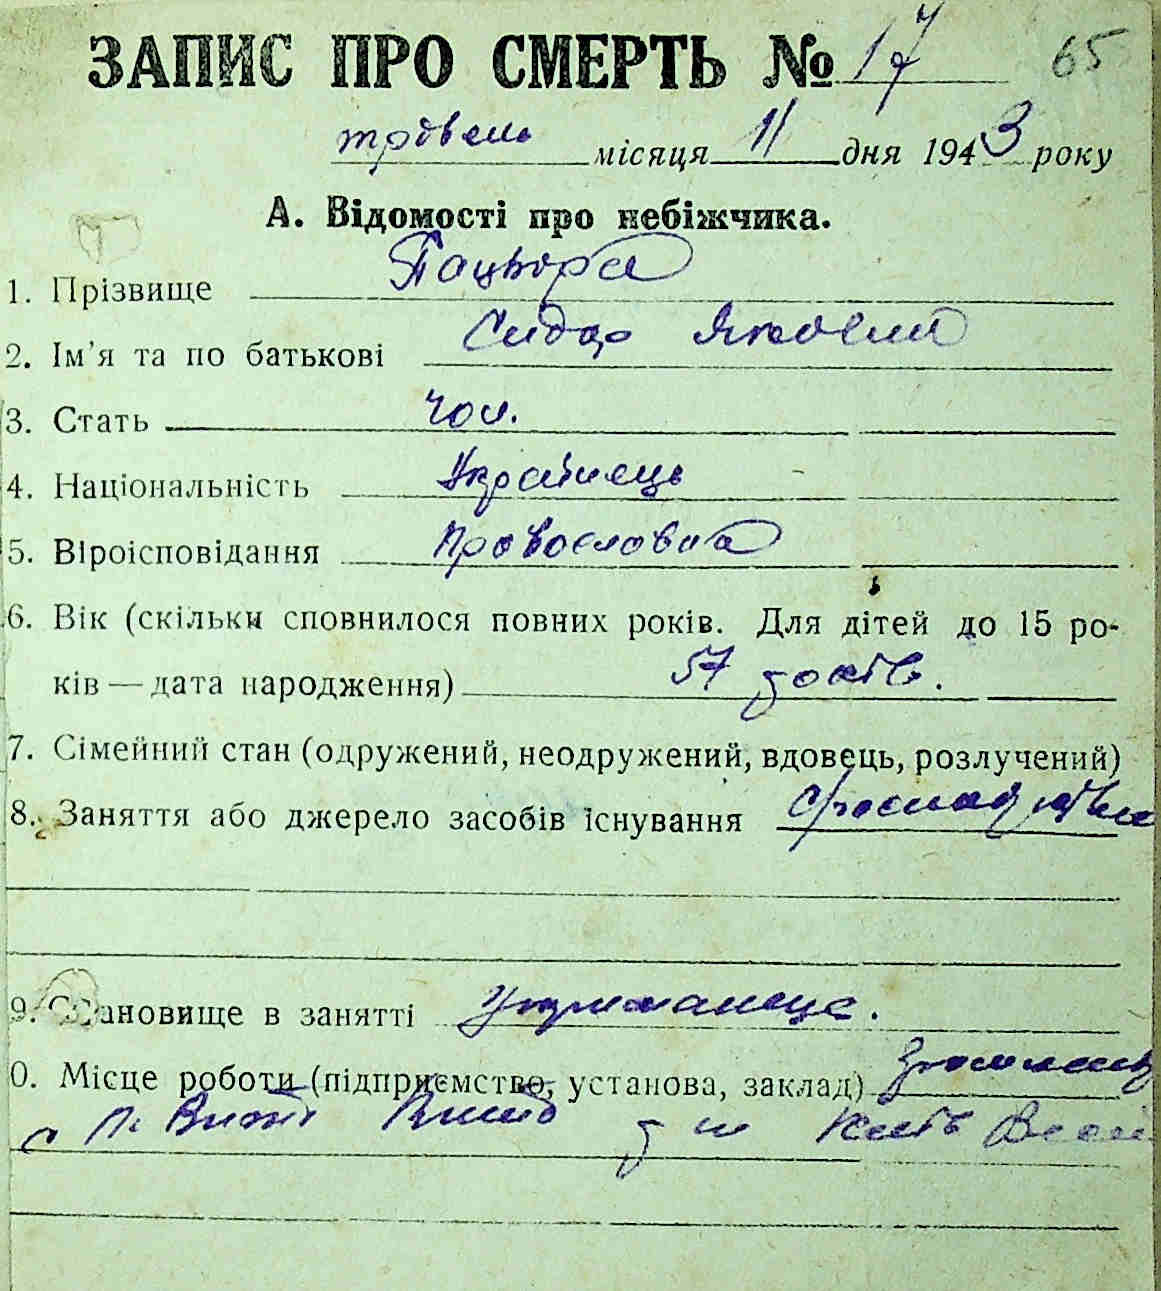 ЗАПИС ПРО СМЕРТЬ № 17 65
травень місяця 11 дня 1943 року
А. Відомості про небіжчика.
1. Прізвище Пацьора
2. Ім'я та по батькові Сидор Якович
3. Стать чол.
4. Національність Українець
5. Віроісповідання Православна
6. Вік (скільки сповнилося повних років. Для дітей до 15 ро-
ків — дата народження) 57 років.
7. Сімейний стан (одружений, неодружений, вдовець, розлучений)
8. Заняття або джерело засобів існування
9. Становище в занятті Утриманець.
0. Місце роботи (підприємство, установа, заклад)
с